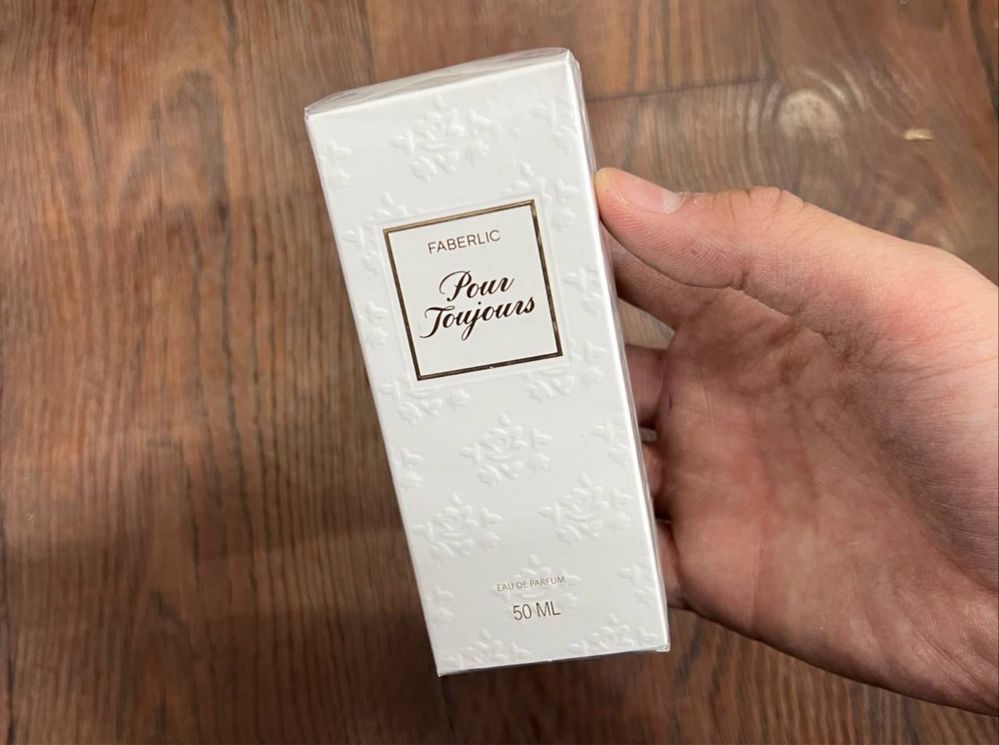 FABERLIC
Pour
Toujours
EAU DE PARFUM
50 ML